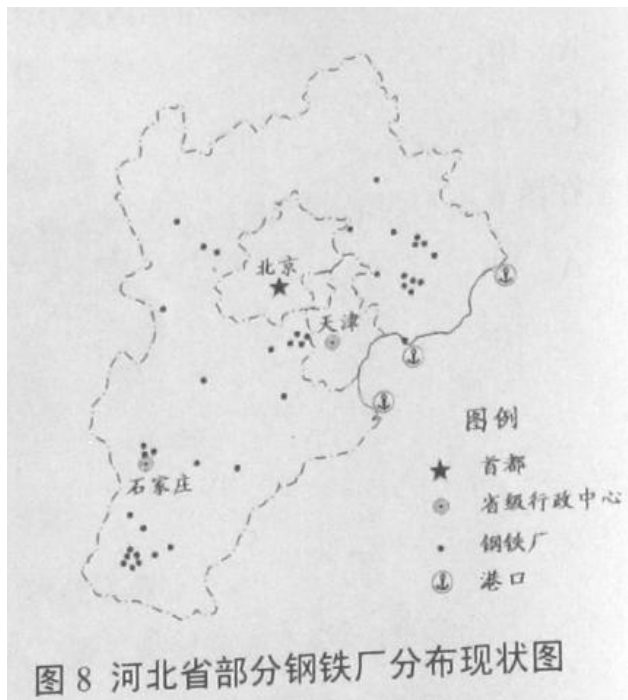 北京
天津
石家庄
图例
首都
省级行政中心
钢铁厂
港口
图 8 河北省部分钢铁厂分布现状图